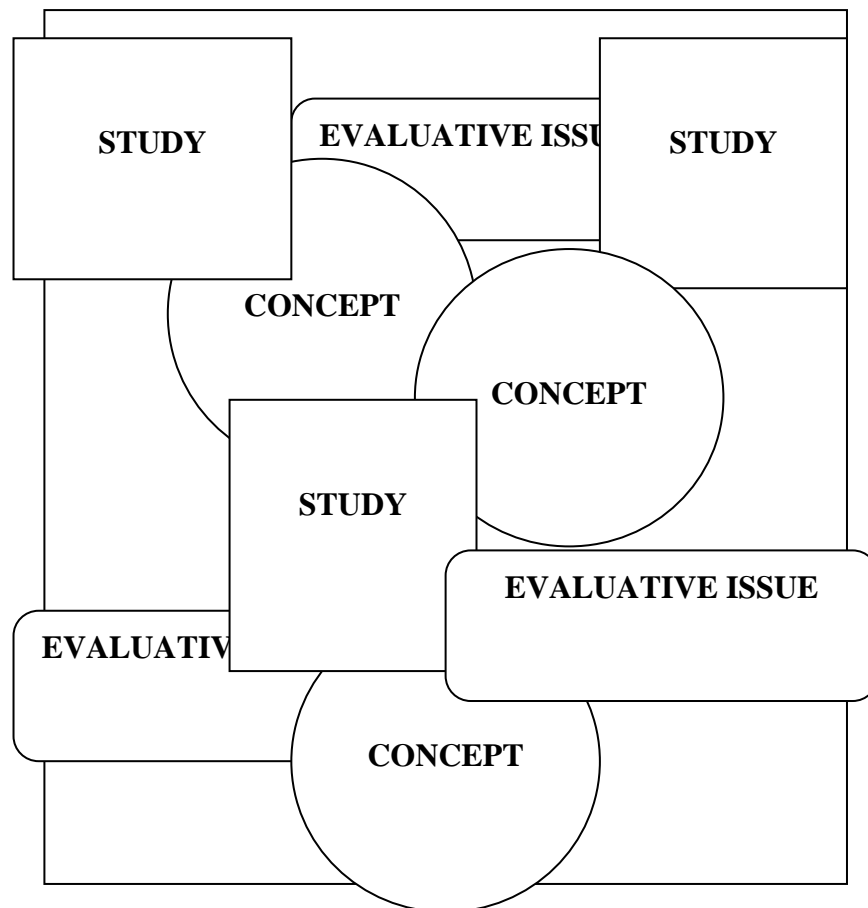 STUDY
EVALUATIVE ISSU
STUDY
CONCEPT
CONCEPT
STUDY
EVALUATIVE ISSUE
EVALUATIV
CONCEPT